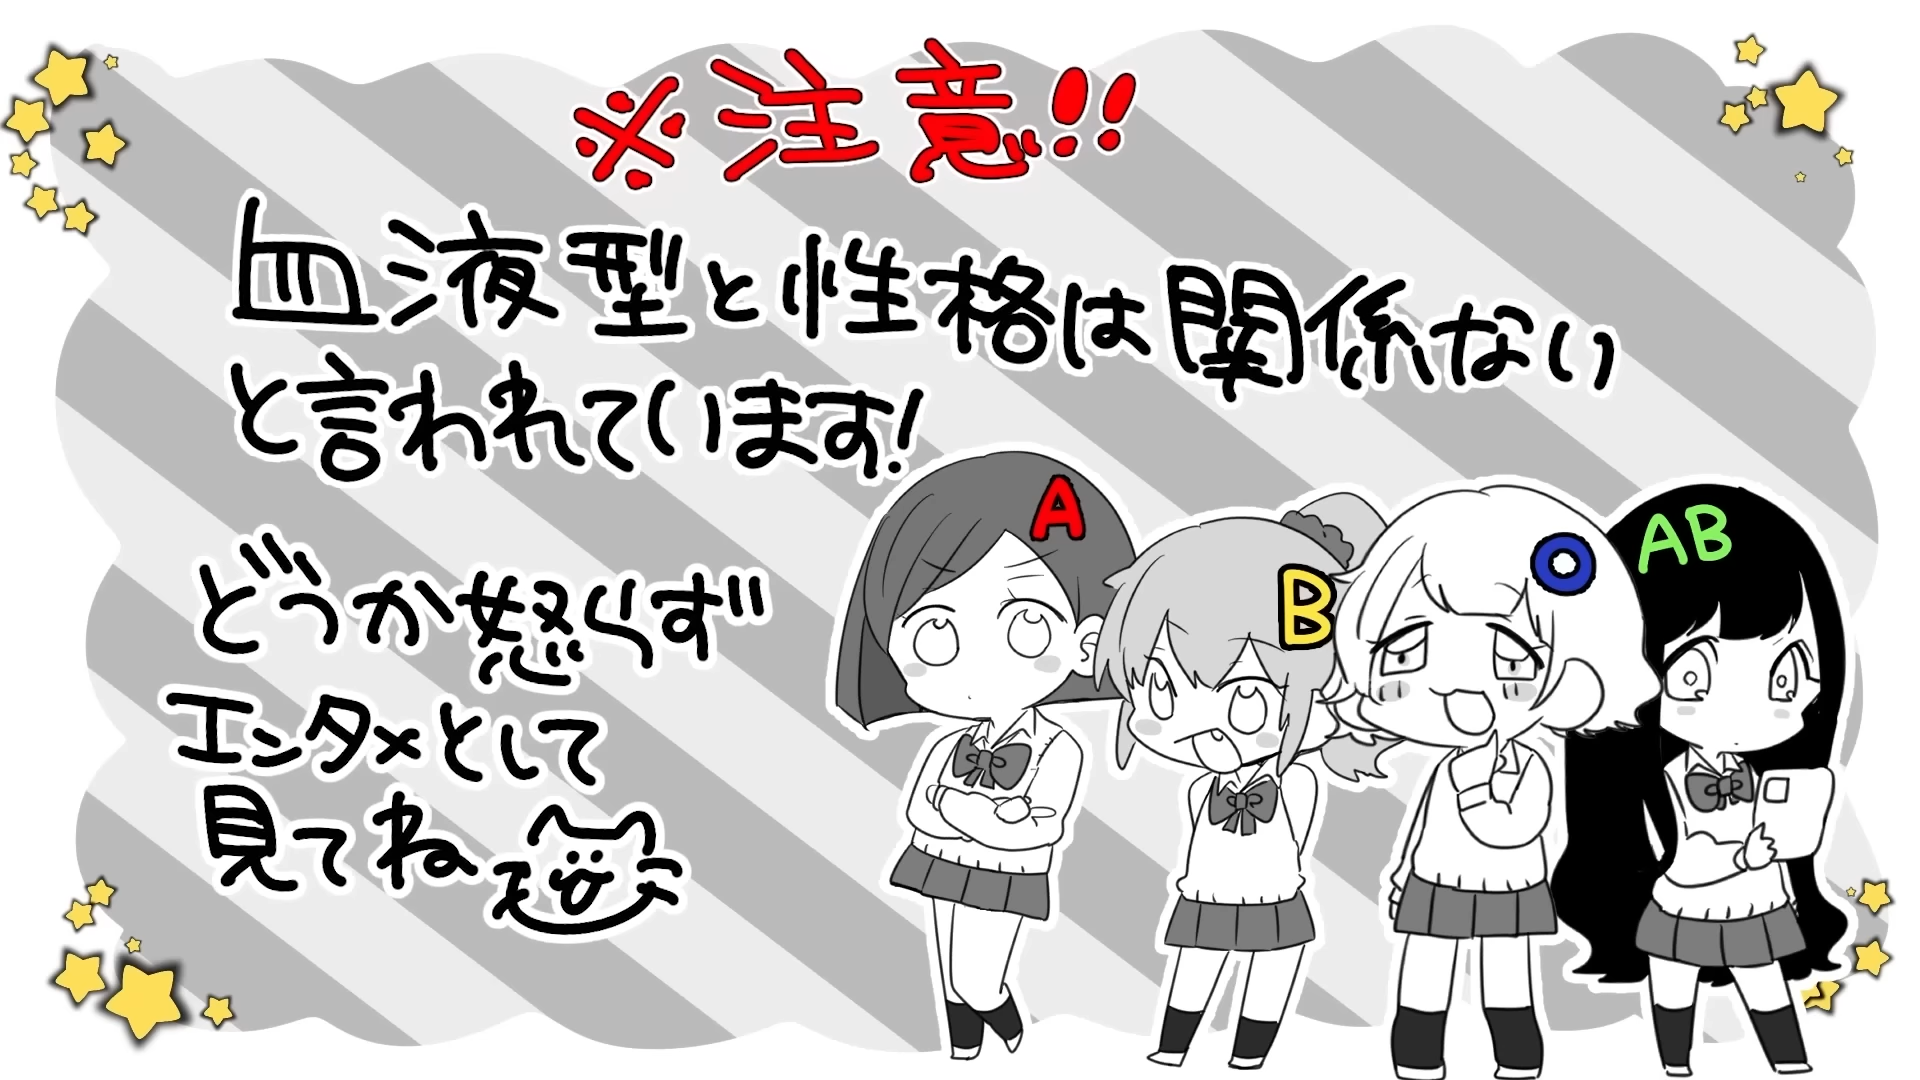 ※注意!!
血液型と性格は関係ない
と言われています!
どうか怒らず
エンタメとして
見てね
A
B
O
AB